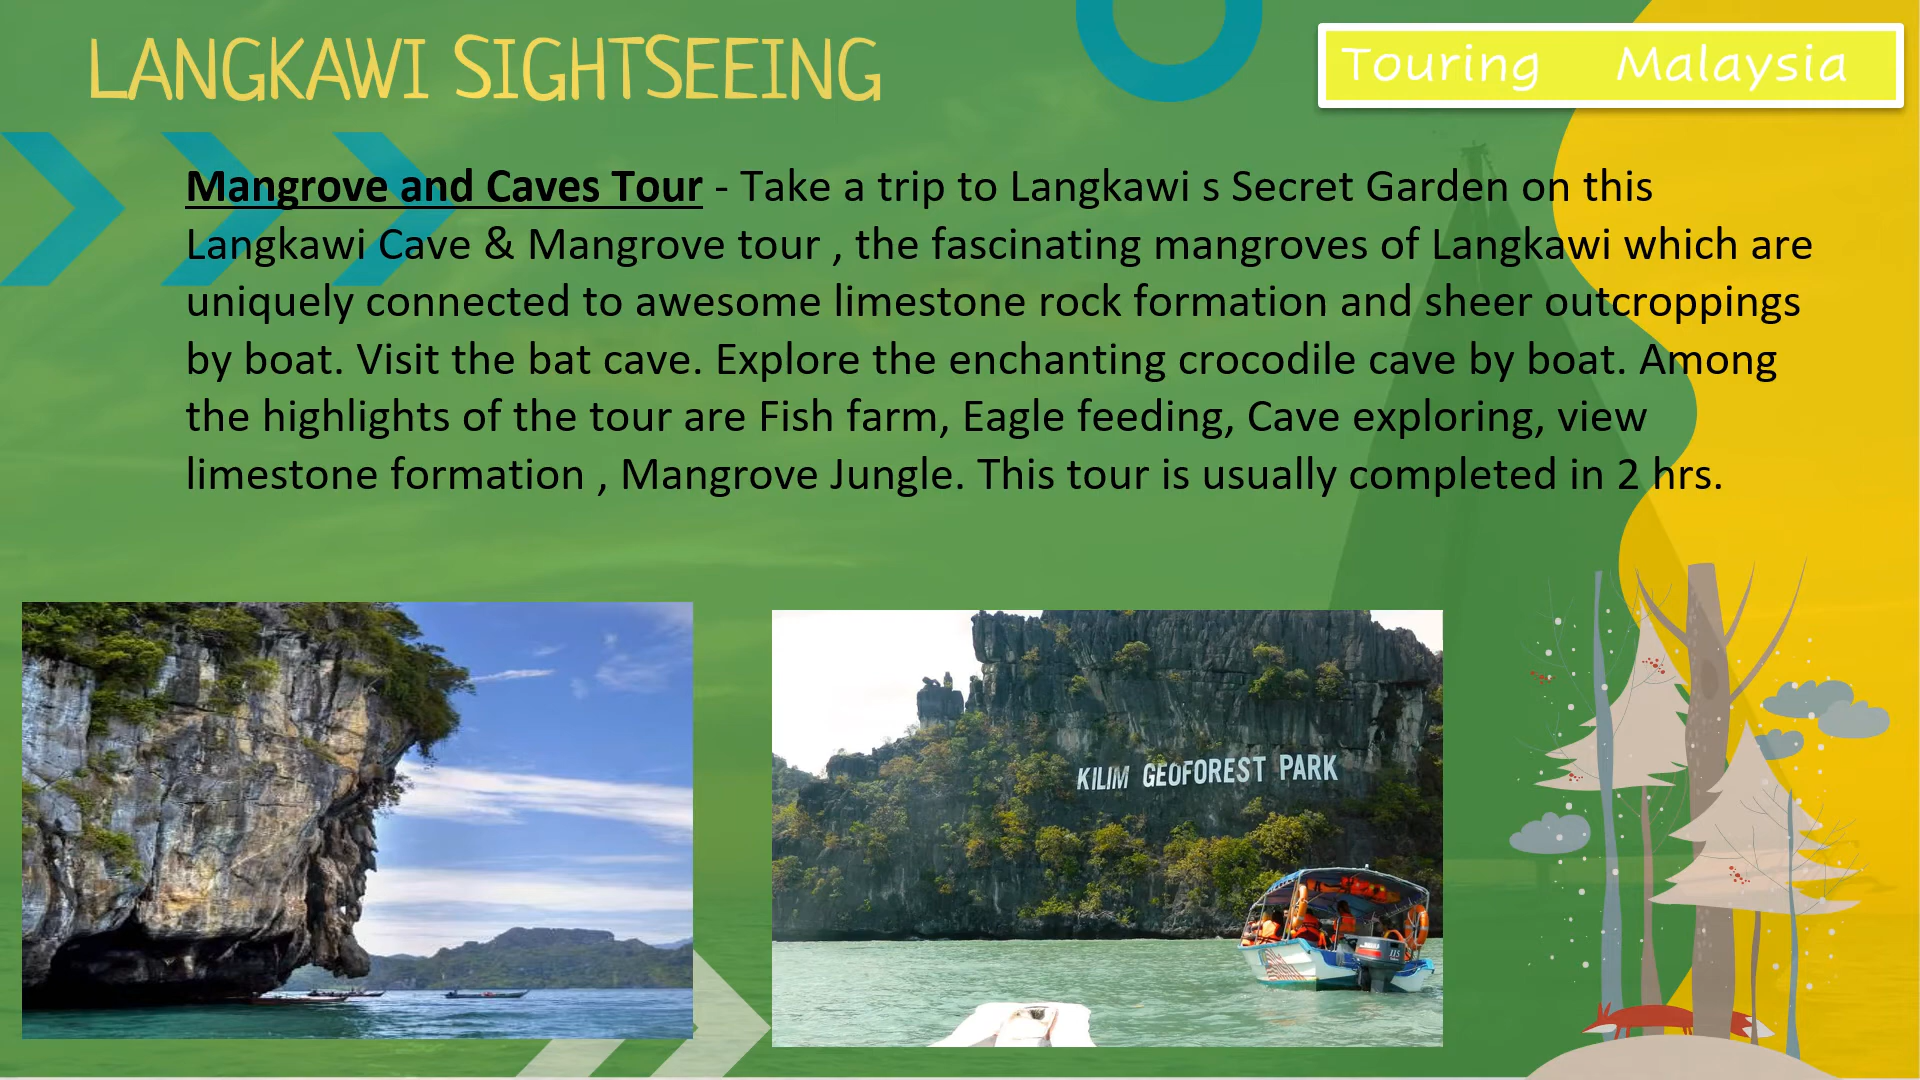 LANGKAWI SIGHTSEEING
Touring Malaysia
Mangrove and Caves Tour - Take a trip to Langkawi s Secret Garden on this
Langkawi Cave & Mangrove tour , the fascinating mangroves of Langkawi which are
uniquely connected to awesome limestone rock formation and sheer outcroppings
by boat. Visit the bat cave. Explore the enchanting crocodile cave by boat. Among
the highlights of the tour are Fish farm, Eagle feeding, Cave exploring, view
limestone formation , Mangrove Jungle. This tour is usually completed in 2 hrs.
KILIM GEOFOREST PARK
115